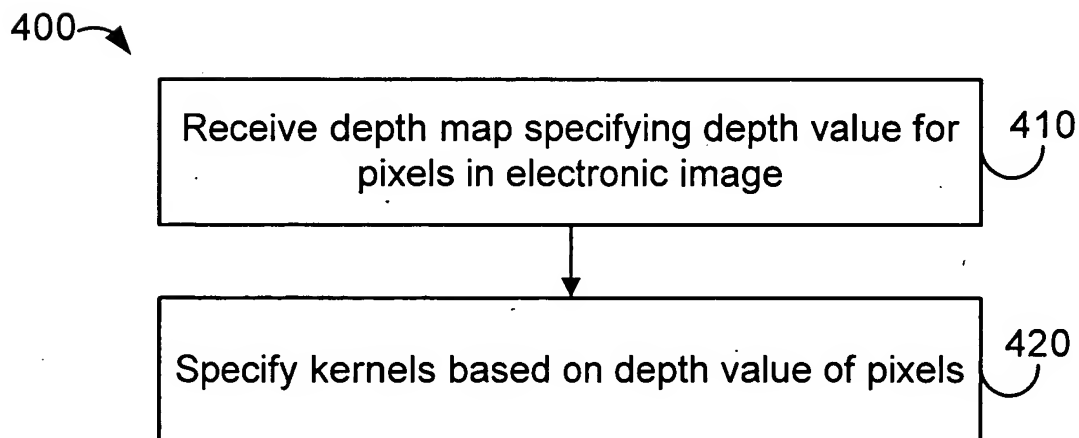 400
Receive depth map specifying depth value for
pixels in electronic image
410
Specify kernels based on depth value of pixels
420